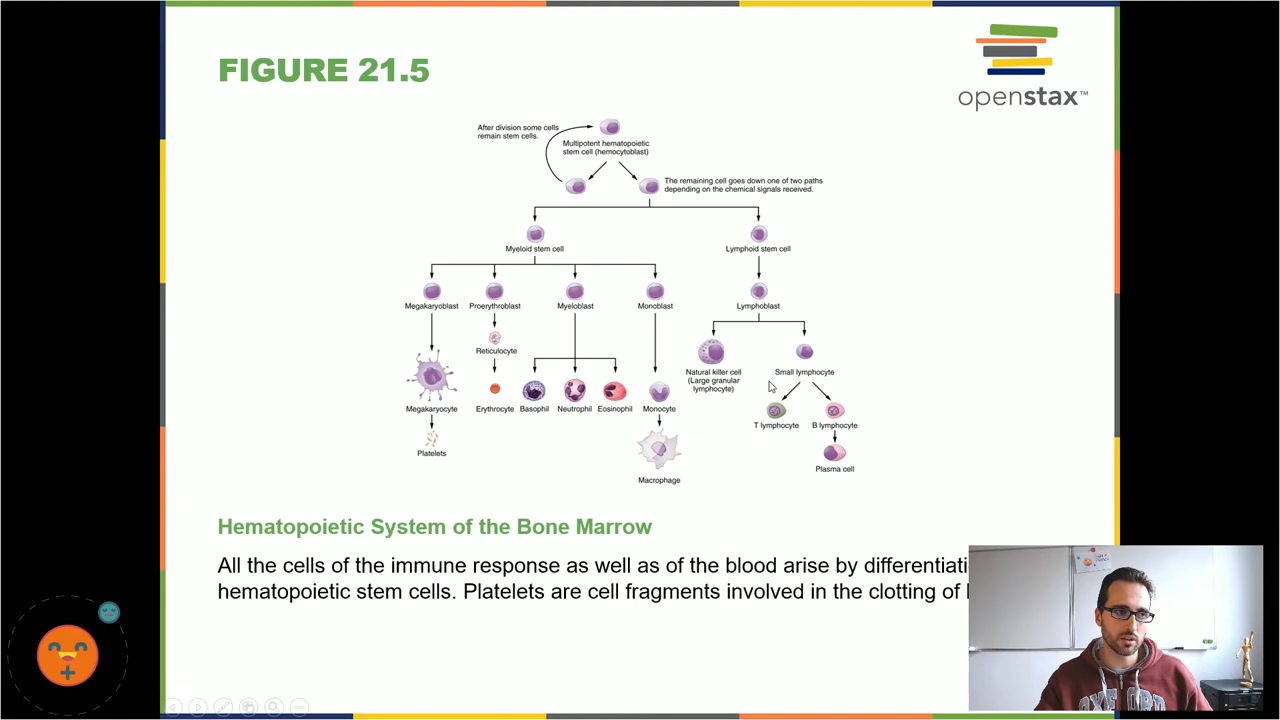 FIGURE 21.5
openstax™
After division some cells
remain stem cells.
Multipotent hematopoietic
stem cell (hemocytoblast)
The remaining cell goes down one of two paths
depending on the chemical signals received.
Myeloid stem cell
Lymphoid stem cell
Megakaryoblast
Proerythroblast
Myeloblast
Monoblast
Lymphoblast
Reticulocyte
Natural killer cell
(Large granular
lymphocyte)
Small lymphocyte
Megakaryocyte
Erythrocyte
Basophil
Neutrophil
Eosinophil
Monocyte
T lymphocyte
B lymphocyte
Platelets
Macrophage
Plasma cell
Hematopoietic System of the Bone Marrow
All the cells of the immune response as well as of the blood arise by differentiati
hematopoietic stem cells. Platelets are cell fragments involved in the clotting of
OXFORD